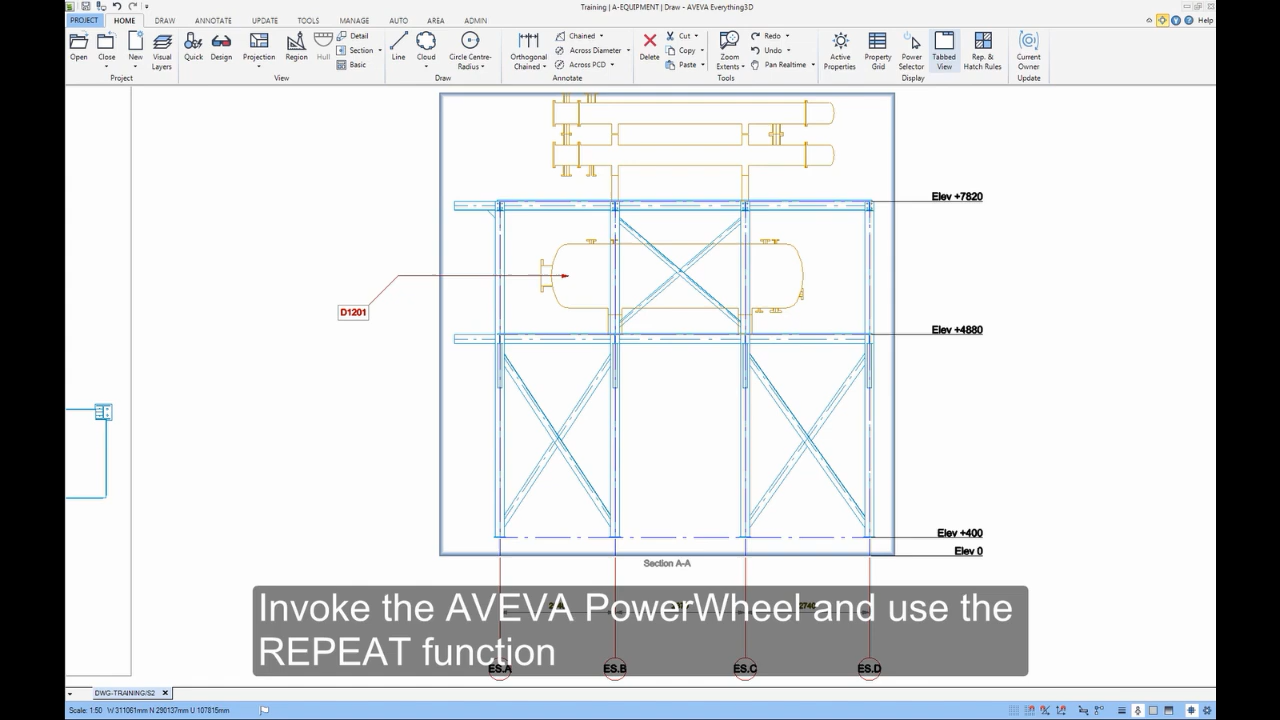 Training | A-EQUIPMENT | Draw - AVEVA Everything3D
PROJECT HOME DRAW ANNOTATE UPDATE TOOLS MANAGE AUTO AREA ADMIN Help
Detail Chained Cut Redo
Section Across Diameter Copy Undo
Basic Across PCD Paste Pan Realtime
Open Close New Visual Layers Quick Design Projection Region Hull Line Cloud Circle Centre-Radius Orthogonal Chained Delete Zoom Extents Active Properties Property Grid Power Selector Tabbed View Rep. & Hatch Rules Current Owner
Project View Draw Annotate Tools Display Update
Elev +7820
D1201
Elev +4880
Elev +400
Elev 0
Section A-A
Invoke the AVEVA PowerWheel and use the
REPEAT function
ES.A ES.B ES.C ES.D
DWG-TRAINING/S2
Scale: 1:50 W 311061mm N 290137mm U 107815mm